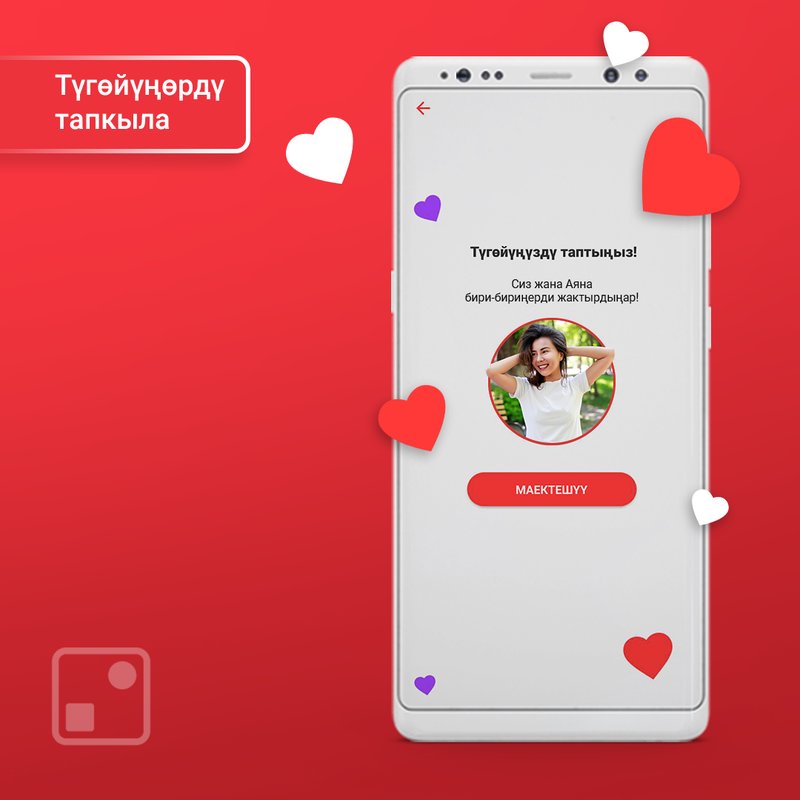 Түгөйүңөрдү
тапкыла
Түгөйүңүздү таптыңыз!
Сиз жана Аяна
бири-бириңерди жактырдыңар!
МАЕКТЕШҮҮ